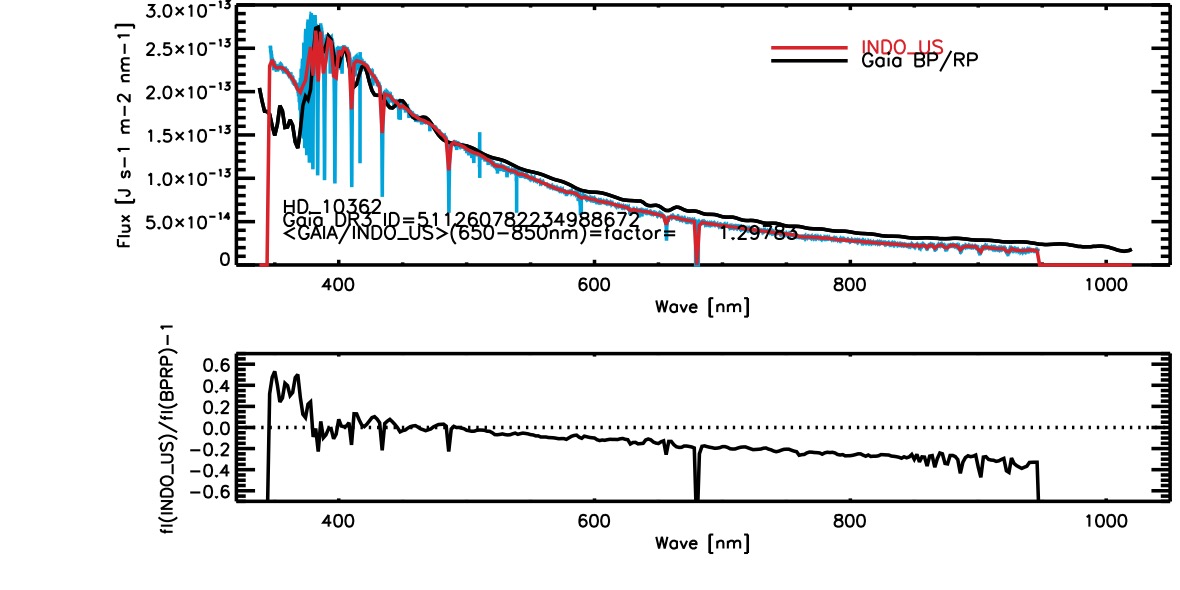 3.0×10⁻¹³
2.5×10⁻¹³
2.0×10⁻¹³
1.5×10⁻¹³
1.0×10⁻¹³
5.0×10⁻¹⁴
0
Flux [J s-1 m-2 nm-1]
INDO_US
Gaia BP/RP
HD_10362
Gaia DR3_ID=5112607822234988672
<GAIA/INDO_US>(650-850nm)=factor= 1.29783
400 600 800 1000
Wave [nm]
0.6
0.4
0.2
0.0
-0.2
-0.4
-0.6
fl(INDO_US)/fl(BPRP)-1
400 600 800 1000
Wave [nm]